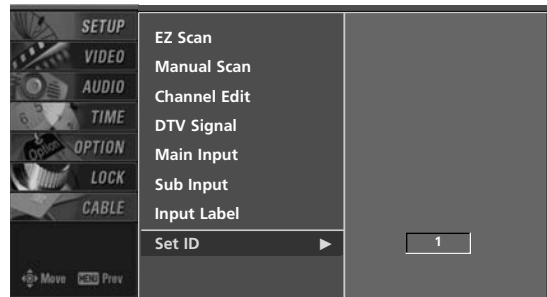 SETUP
VIDEO
AUDIO
TIME
OPTION
LOCK
CABLE
Move MENU Prev
EZ Scan
Manual Scan
Channel Edit
DTV Signal
Main Input
Sub Input
Input Label
Set ID ▶ 1